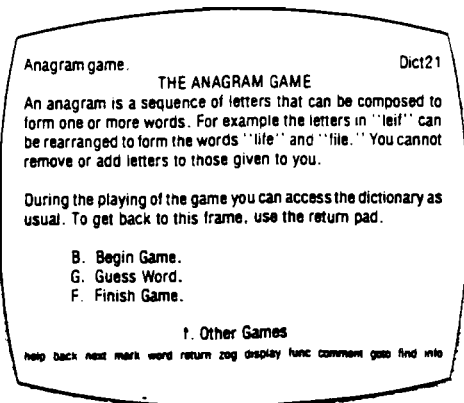 Anagram game. Dict21
THE ANAGRAM GAME
An anagram is a sequence of letters that can be composed to
form one or more words. For example the letters in ''leif'' can
be rearranged to form the words ''life'' and ''file.'' You cannot
remove or add letters to those given to you.
During the playing of the game you can access the dictionary as
usual. To get back to this frame, use the return pad.
B. Begin Game.
G. Guess Word.
F. Finish Game.
†. Other Games
help back next mark word return zog display func comment goto find info